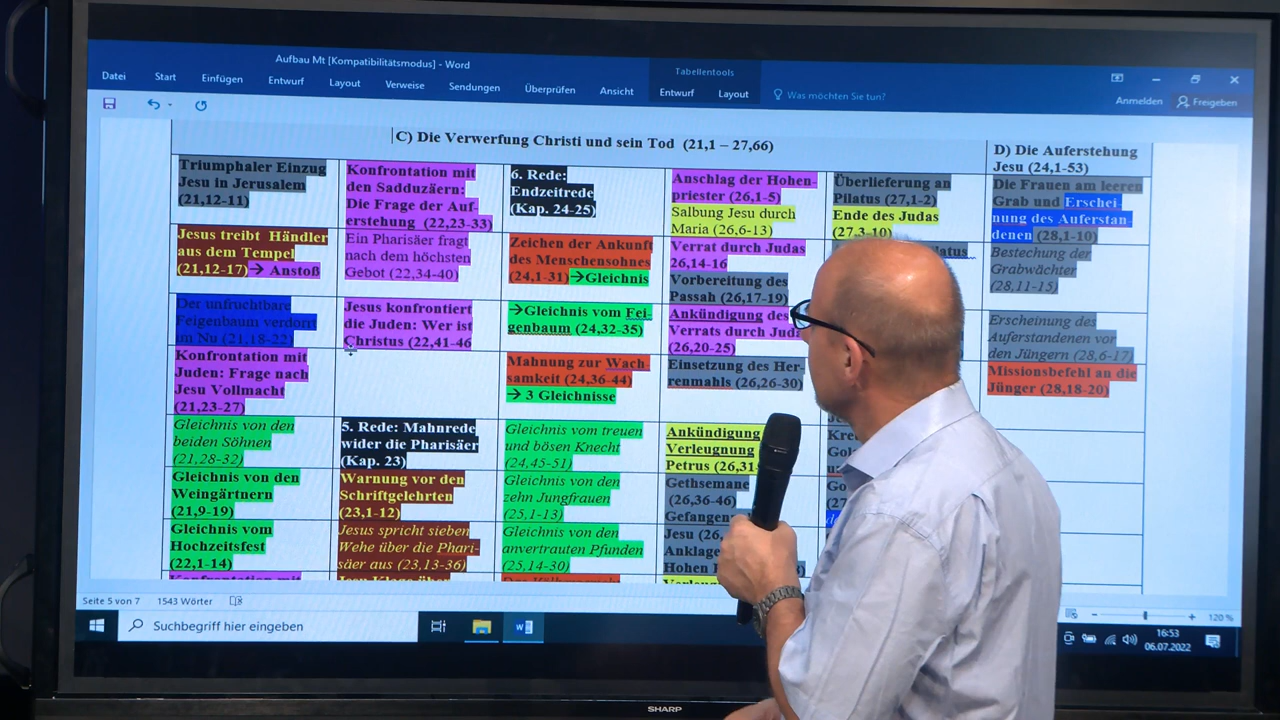 Aufbau Mt [Kompatibilitätsmodus] - Word
Tabellentools
Datei Start Einfügen Entwurf Layout Verweise Sendungen Überprüfen Ansicht Entwurf Layout Was möchten Sie tun?
Anmelden Freigeben
C) Die Verwerfung Christi und sein Tod (21,1 – 27,66)
D) Die Auferstehung
Jesu (24,1-53)
Triumphaler Einzug
Jesu in Jerusalem
(21,12-11)
Jesus treibt Händler
aus dem Tempel
(21,12-17)→ Anstoß
Der unfruchtbare
Feigenbaum verdorrt
im Nu (21,18-22)
Konfrontation mit
Juden: Frage nach
Jesu Vollmacht
(21,23-27)
Gleichnis von den
beiden Söhnen
(21,28-32)
Gleichnis von den
Weingärtnern
(21,9-19)
Gleichnis vom
Hochzeitsfest
(22,1-14)
Konfrontation mit
Konfrontation mit
den Sadduzäern:
Die Frage der Auf-
erstehung (22,23-33)
Ein Pharisäer fragt
nach dem höchsten
Gebot (22,34-40)
Jesus konfrontiert
die Juden: Wer ist
Christus (22,41-46
5. Rede: Mahnrede
wider die Pharisäer
(Kap. 23)
Warnung vor den
Schriftgelehrten
(23,1-12)
Jesus spricht sieben
Wehe über die Phari-
säer aus (23,13-36)
6. Rede:
Endzeitrede
(Kap. 24-25)
Zeichen der Ankunft
des Menschensohnes
(24,1-31)→Gleichnis
→Gleichnis vom Fei-
genbaum (24,32-35)
Mahnung zur Wach
samkeit (24,36-44)
→ 3 Gleichnisse
Gleichnis vom treuen
und bösen Knecht
(24,45-51)
Gleichnis von den
zehn Jungfrauen
(25,1-13)
Gleichnis von den
anvertrauten Pfunden
(25,14-30)
Anschlag der Hohen-
priester (26,1-5)
Salbung Jesu durch
Maria (26,6-13)
Verrat durch Judas
26,14-16
Vorbereitung des
Passah (26,17-19)
Ankündigung des
Verrats durch Jud
(26,20-25)
Einsetzung des Her-
renmahls (26,26-30)
Ankündigung
Verleugnung
Petrus (26,31
Gethsemane
(26,36-46)
Gefangen
Jesu (26,
Anklage
Hohen
Überlieferung an
Pilatus (27,1-2)
Ende des Judas
(27,3-10)
Die Frauen am leeren
Grab und Erschei-
nung des Auferstan-
denen (28,1-10)
Bestechung der
Grabwächter
(28,11-15)
Erscheinung des
Auferstandenen vor
den Jüngern (28,6-17)
Missionsbefehl an die
Jünger (28,18-20)
Seite 5 von 7 1543 Wörter
120 %
Suchbegriff hier eingeben
16:53
06.07.2022
SHARP